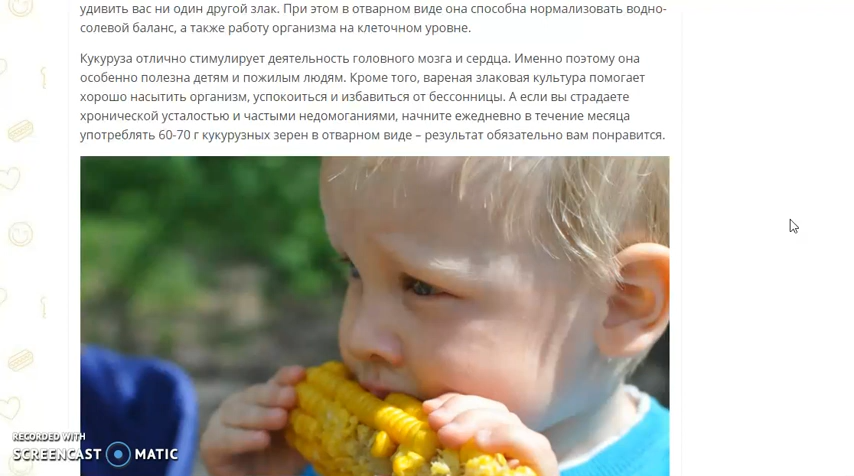 удивить вас ни один другой злак. При этом в отварном виде она способна нормализовать водно-
солевой баланс, а также работу организма на клеточном уровне.
Кукуруза отлично стимулирует деятельность головного мозга и сердца. Именно поэтому она
особенно полезна детям и пожилым людям. Кроме того, вареная злаковая культура помогает
хорошо насытить организм, успокоиться и избавиться от бессонницы. А если вы страдаете
хронической усталостью и частыми недомоганиями, начните ежедневно в течение месяца
употреблять 60-70 г кукурузных зерен в отварном виде – результат обязательно вам понравится.
RECORDED WITH
SCREENCAST MATIC